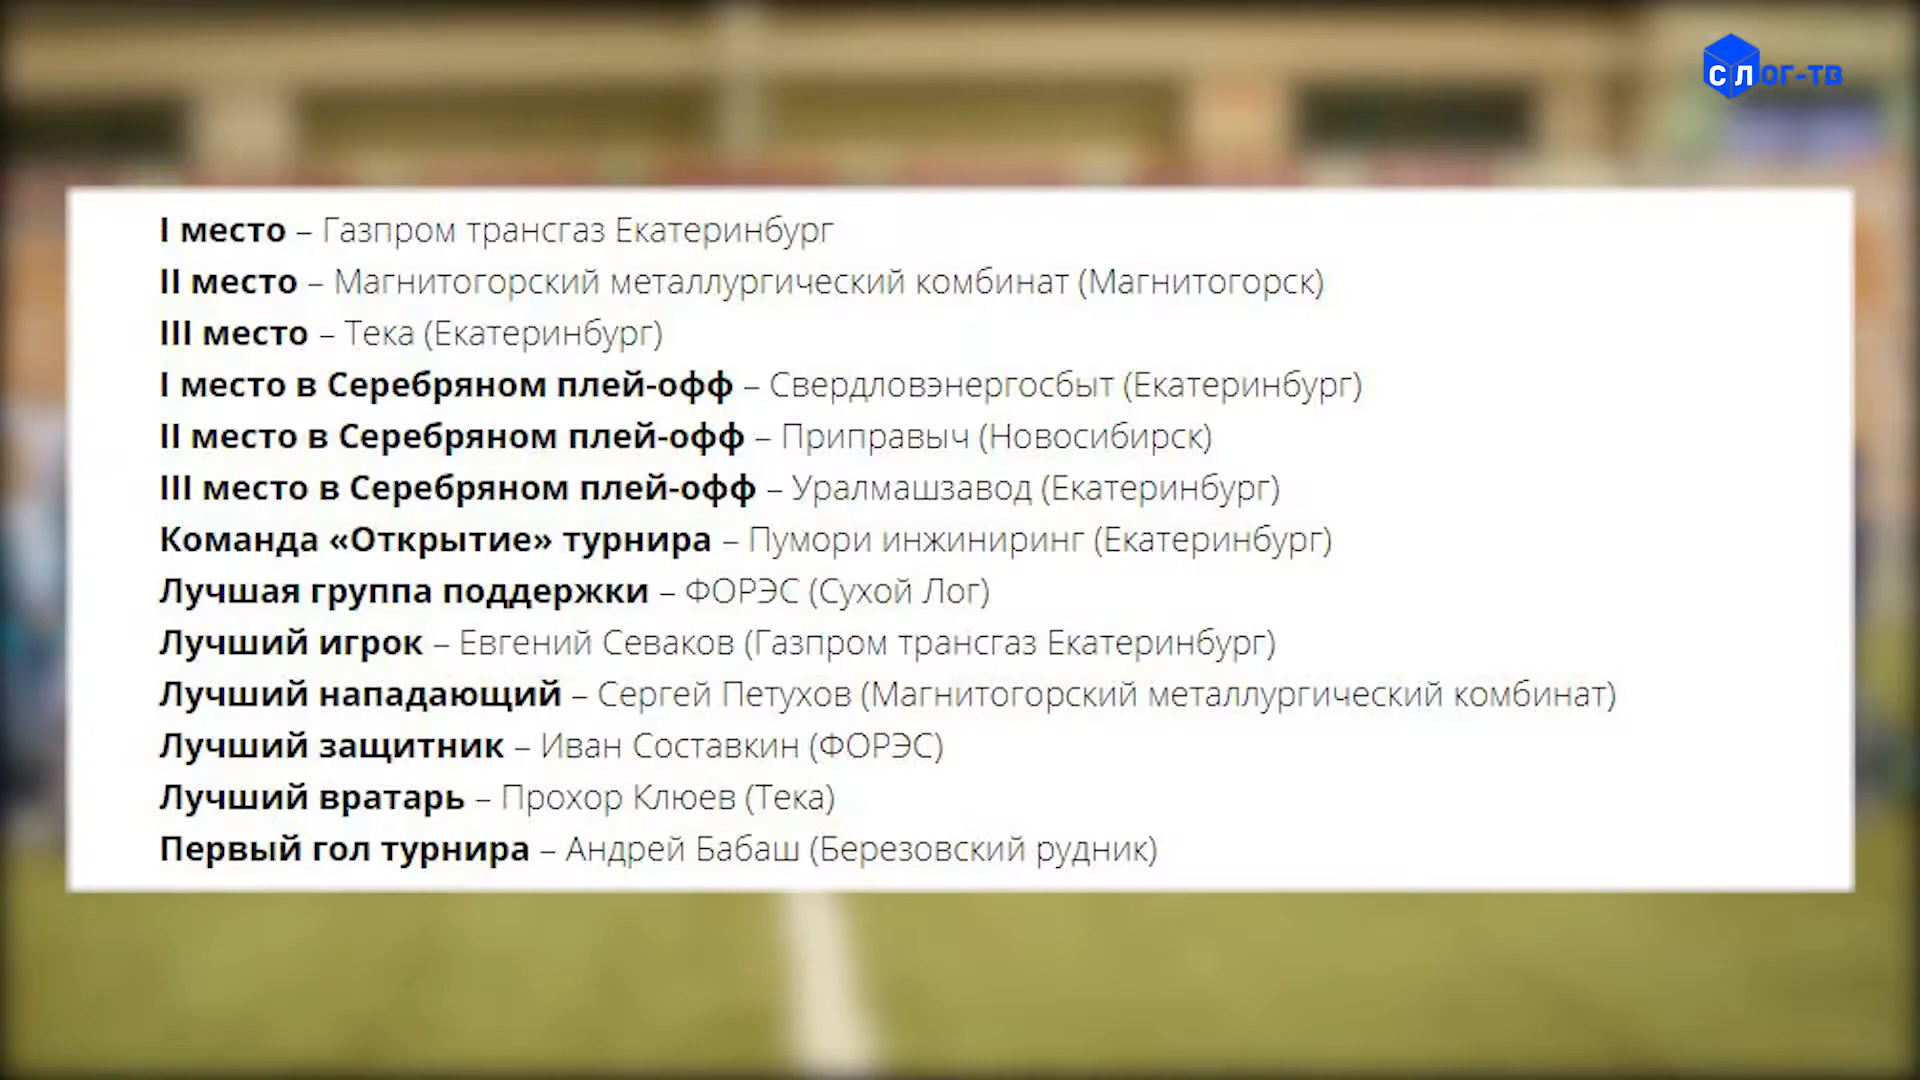 СЛОГ-ТВ
I место – Газпром трансгаз Екатеринбург
II место – Магнитогорский металлургический комбинат (Магнитогорск)
III место – Тека (Екатеринбург)
I место в Серебряном плей-офф – Свердловэнергосбыт (Екатеринбург)
II место в Серебряном плей-офф – Приправыч (Новосибирск)
III место в Серебряном плей-офф – Уралмашзавод (Екатеринбург)
Команда «Открытие» турнира – Пумори инжиниринг (Екатеринбург)
Лучшая группа поддержки – ФОРЭС (Сухой Лог)
Лучший игрок – Евгений Севаков (Газпром трансгаз Екатеринбург)
Лучший нападающий – Сергей Петухов (Магнитогорский металлургический комбинат)
Лучший защитник – Иван Составкин (ФОРЭС)
Лучший вратарь – Прохор Клюев (Тека)
Первый гол турнира – Андрей Бабаш (Березовский рудник)